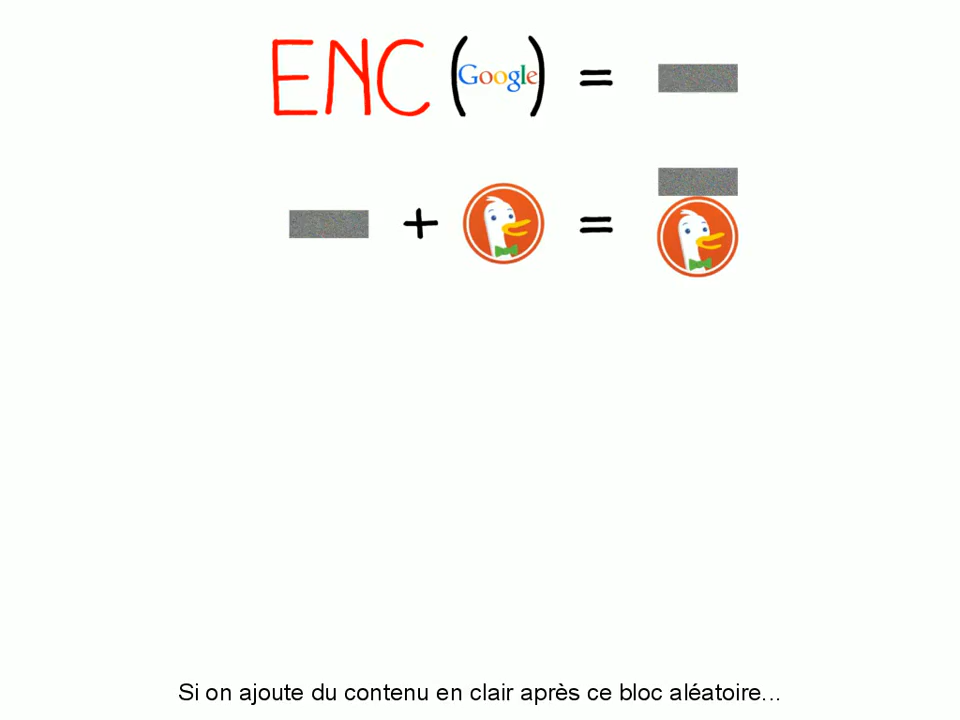 ENC (Google) =
+ =
Si on ajoute du contenu en clair après ce bloc aléatoire...